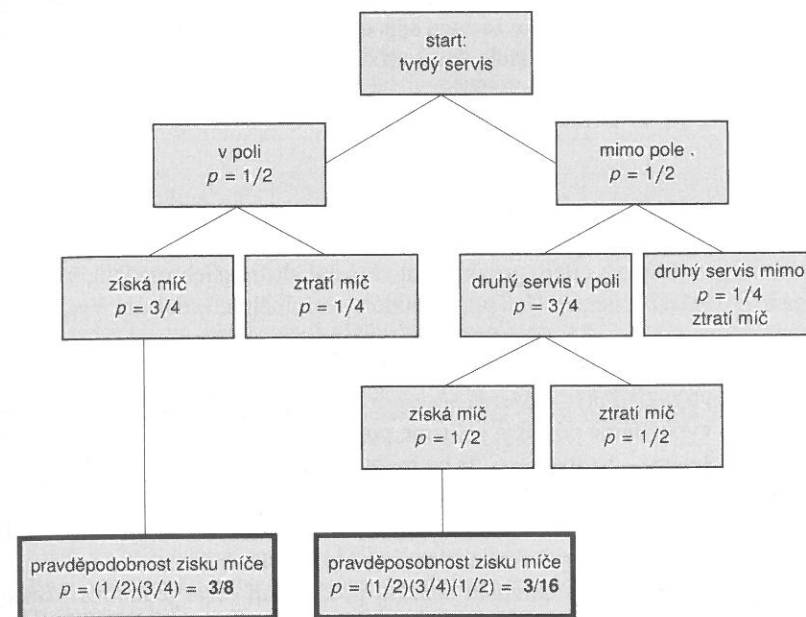 start:
tvrdý servis
v poli
p = 1/2
mimo pole .
p = 1/2
získá míč
p = 3/4
ztratí míč
p = 1/4
druhý servis v poli
p = 3/4
druhý servis mimo
p = 1/4
ztratí míč
získá míč
p = 1/2
ztratí míč
p = 1/2
pravděpodobnost zisku míče
p = (1/2)(3/4) = 3/8
pravděposobnost zisku míče
p = (1/2)(3/4)(1/2) = 3/16